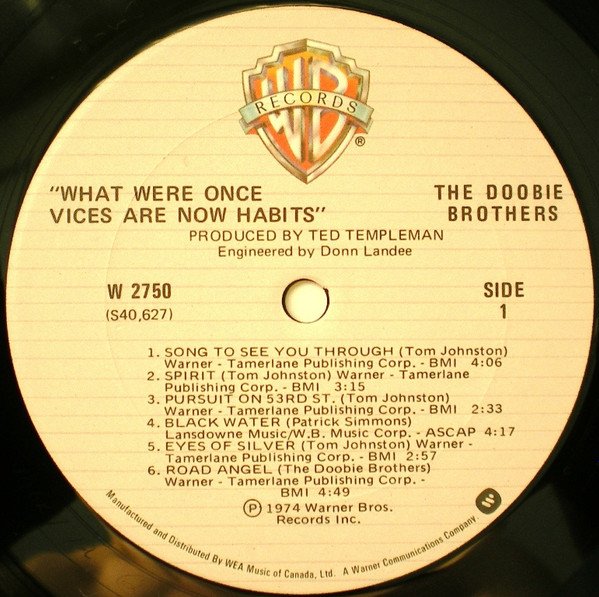 WB
RECORDS
®
"WHAT WERE ONCE
VICES ARE NOW HABITS"
THE DOOBIE
BROTHERS
PRODUCED BY TED TEMPLEMAN
Engineered by Donn Landee
W 2750
(S40,627)
SIDE
1
1. SONG TO SEE YOU THROUGH (Tom Johnston)
Warner - Tamerlane Publishing Corp. - BMI 4:06
2. SPIRIT (Tom Johnston) Warner - Tamerlane
Publishing Corp. - BMI 3:15
3. PURSUIT ON 53RD ST. (Tom Johnston)
Warner - Tamerlane Publishing Corp. - BMI 2:33
4. BLACK WATER (Patrick Simmons)
Lansdowne Music/W.B. Music Corp. - ASCAP 4:17
5. EYES OF SILVER (Tom Johnston) Warner -
Tamerlane Publishing Corp. - BMI 2:57
6. ROAD ANGEL (The Doobie Brothers)
Warner - Tamerlane Publishing Corp. -
BMI 4:49
Ⓟ 1974 Warner Bros.
Records Inc.
Manufactured and Distributed By WEA Music of Canada, Ltd. A Warner Communications Company